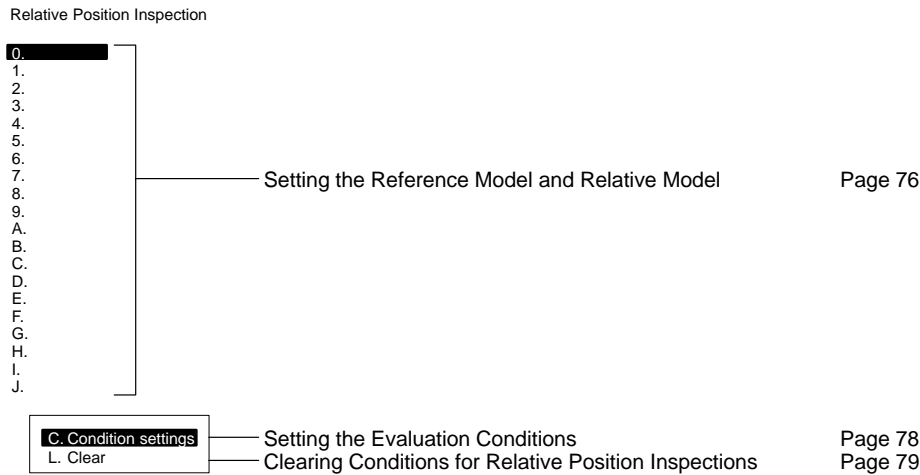 Relative Position Inspection
0.
1.
2.
3.
4.
5.
6.
7.
8.
9.
A.
B.
C.
D.
E.
F.
G.
H.
I.
J.
Setting the Reference Model and Relative Model Page 76
C. Condition settings Setting the Evaluation Conditions Page 78
L. Clear Clearing Conditions for Relative Position Inspections Page 79